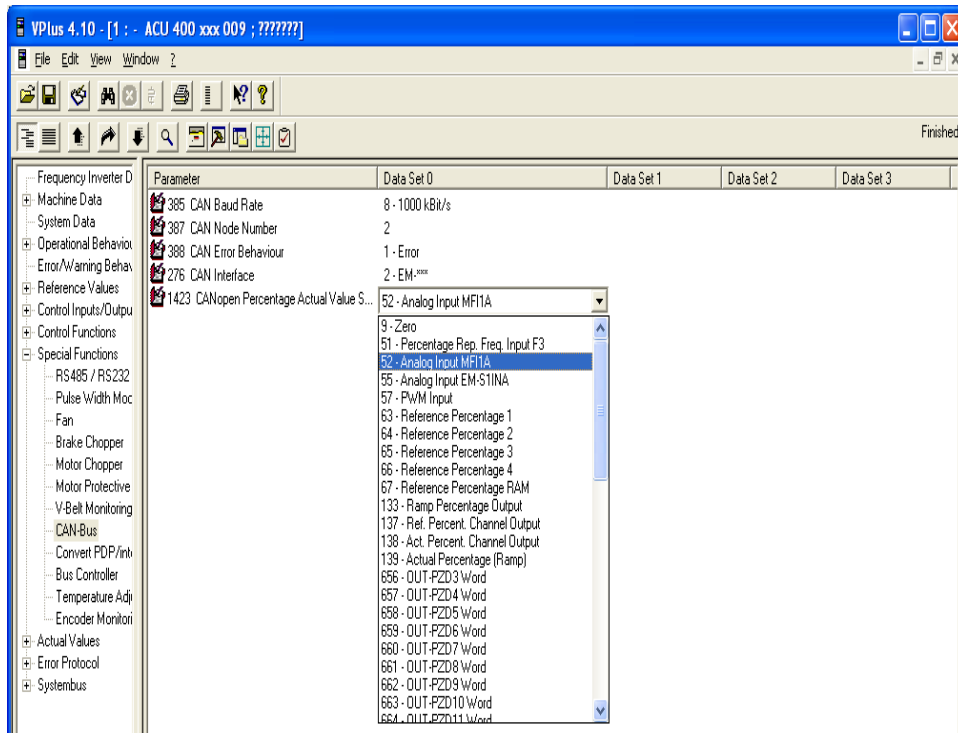 VPlus 4.10 - [1 : - ACU 400 xxx 009 ; ???????]
File Edit View Window ?
Finished
Frequency Inverter D
Machine Data
System Data
Operational Behaviou
Error/Warning Behav
Reference Values
Control Inputs/Outpu
Control Functions
Special Functions
RS485 / RS232
Pulse Width Moc
Fan
Brake Chopper
Motor Chopper
Motor Protective
V-Belt Monitoring
CAN-Bus
Convert PDP/inte
Bus Controller
Temperature Adju
Encoder Monitori
Actual Values
Error Protocol
Systembus
Parameter Data Set 0 Data Set 1 Data Set 2 Data Set 3
385 CAN Baud Rate 8 - 1000 kBit/s
387 CAN Node Number 2
388 CAN Error Behaviour 1 - Error
276 CAN Interface 2 - EM-***
1423 CANopen Percentage Actual Value S... 52 - Analog Input MFI1A
9 - Zero
51 - Percentage Rep. Freq. Input F3
52 - Analog Input MFI1A
55 - Analog Input EM-S1INA
57 - PWM Input
63 - Reference Percentage 1
64 - Reference Percentage 2
65 - Reference Percentage 3
66 - Reference Percentage 4
67 - Reference Percentage RAM
133 - Ramp Percentage Output
137 - Ref. Percent. Channel Output
138 - Act. Percent. Channel Output
139 - Actual Percentage (Ramp)
656 - OUT-PZD3 Word
657 - OUT-PZD4 Word
658 - OUT-PZD5 Word
659 - OUT-PZD6 Word
660 - OUT-PZD7 Word
661 - OUT-PZD8 Word
662 - OUT-PZD9 Word
663 - OUT-PZD10 Word
664 - OUT-PZD11 Word